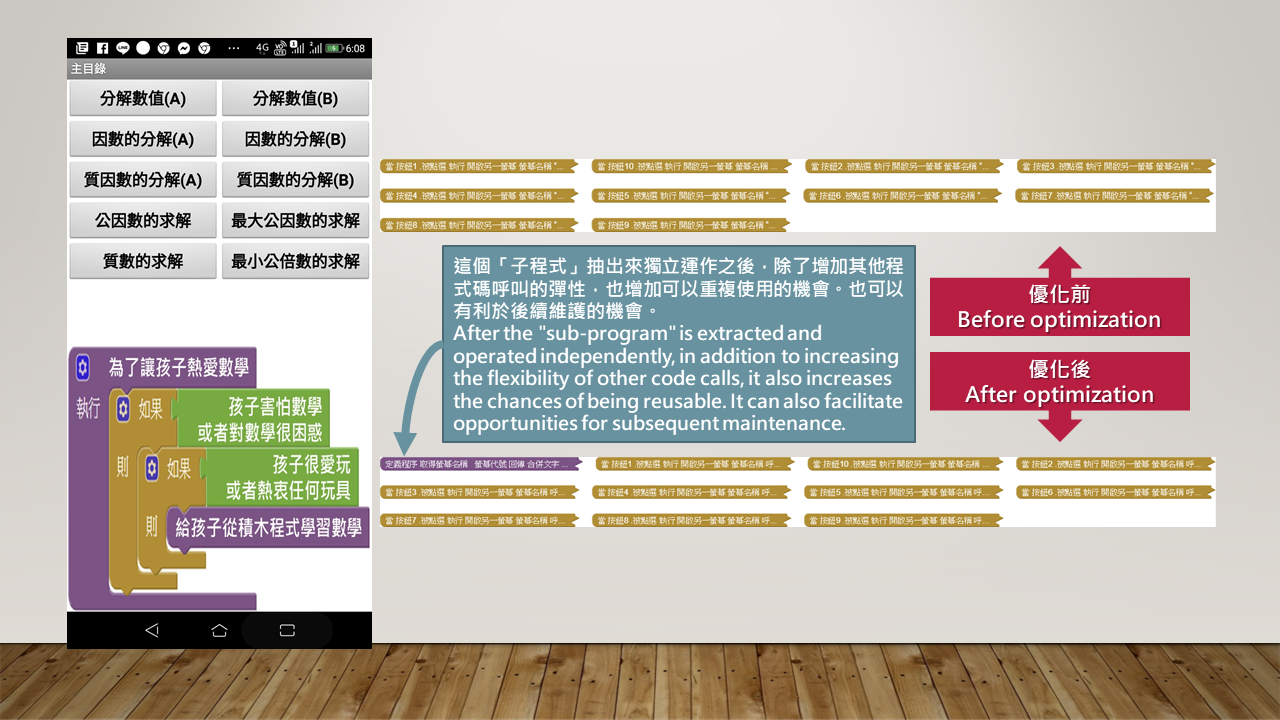 4G 6:08
主目錄
分解數值(A) 分解數值(B)
因數的分解(A) 因數的分解(B)
質因數的分解(A) 質因數的分解(B)
公因數的求解 最大公因數的求解
質數的求解 最小公倍數的求解
為了讓孩子熱愛數學
執行 如果 孩子害怕數學
或者對數學很困惑
則 如果 孩子很愛玩
或者熱衷任何玩具
則 給孩子從積木程式學習數學
當 按鈕1 .被點選 執行 開啟另一螢幕 螢幕名稱 "...
當 按鈕10 .被點選 執行 開啟另一螢幕 螢幕名稱 ...
當 按鈕2 .被點選 執行 開啟另一螢幕 螢幕名稱 "...
當 按鈕3 .被點選 執行 開啟另一螢幕 螢幕名稱 "...
當 按鈕4 .被點選 執行 開啟另一螢幕 螢幕名稱 "...
當 按鈕5 .被點選 執行 開啟另一螢幕 螢幕名稱 "...
當 按鈕6 .被點選 執行 開啟另一螢幕 螢幕名稱 "...
當 按鈕7 .被點選 執行 開啟另一螢幕 螢幕名稱 "...
當 按鈕8 .被點選 執行 開啟另一螢幕 螢幕名稱 "...
當 按鈕9 .被點選 執行 開啟另一螢幕 螢幕名稱 "...
這個「子程式」抽出來獨立運作之後，除了增加其他程
式碼呼叫的彈性，也增加可以重複使用的機會。也可以
有利於後續維護的機會。
After the "sub-program" is extracted and
operated independently, in addition to increasing
the flexibility of other code calls, it also increases
the chances of being reusable. It can also facilitate
opportunities for subsequent maintenance.
優化前
Before optimization
優化後
After optimization
定義程序 取得螢幕名稱 螢幕代號 回傳 合併文字 ...
當 按鈕1 .被點選 執行 開啟另一螢幕 螢幕名稱 呼...
當 按鈕10 .被點選 執行 開啟另一螢幕 螢幕名稱 呼...
當 按鈕2 .被點選 執行 開啟另一螢幕 螢幕名稱 呼...
當 按鈕3 .被點選 執行 開啟另一螢幕 螢幕名稱 呼...
當 按鈕4 .被點選 執行 開啟另一螢幕 螢幕名稱 呼...
當 按鈕5 .被點選 執行 開啟另一螢幕 螢幕名稱 呼...
當 按鈕6 .被點選 執行 開啟另一螢幕 螢幕名稱 呼...
當 按鈕7 .被點選 執行 開啟另一螢幕 螢幕名稱 呼...
當 按鈕8 .被點選 執行 開啟另一螢幕 螢幕名稱 呼...
當 按鈕9 .被點選 執行 開啟另一螢幕 螢幕名稱 呼...